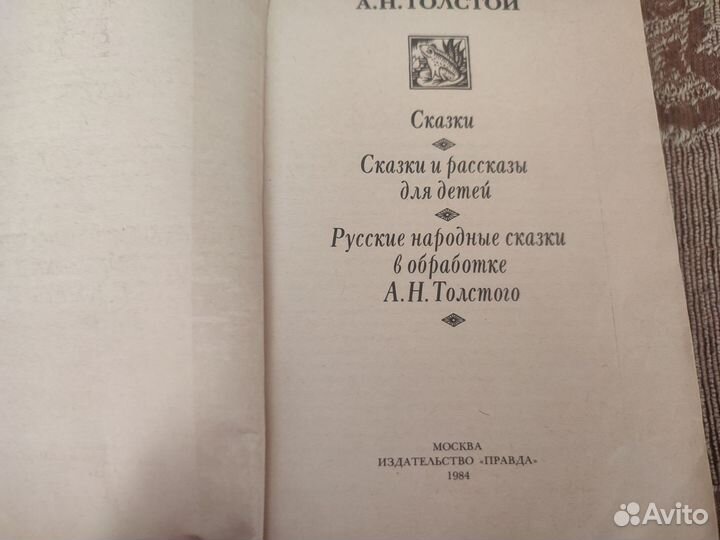 А.Н.ТОЛСТОЙ
Сказки
Сказки и рассказы
для детей
Русские народные сказки
в обработке
А.Н.Толстого
МОСКВА
ИЗДАТЕЛЬСТВО «ПРАВДА»
1984
Avito